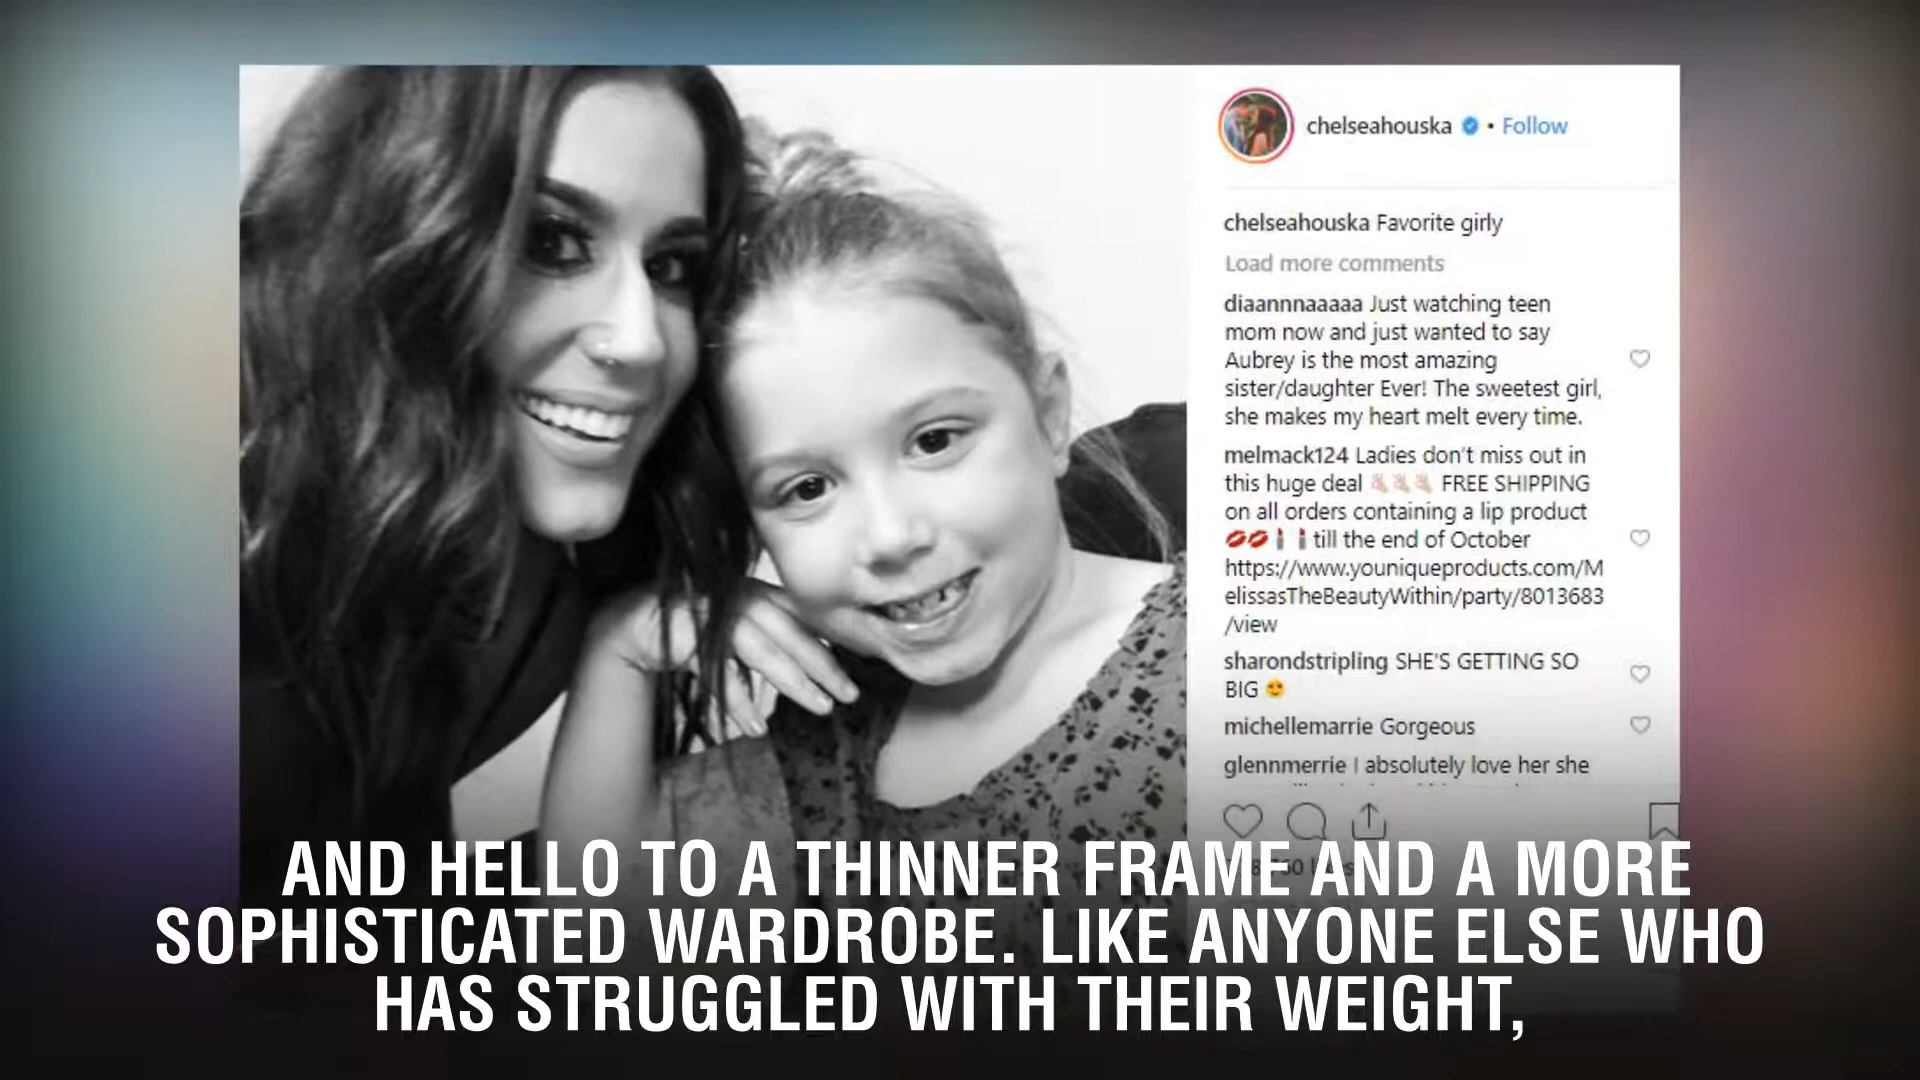 chelseahouska • Follow
chelseahouska Favorite girly
Load more comments
diaannnaaaaa Just watching teen
mom now and just wanted to say
Aubrey is the most amazing
sister/daughter Ever! The sweetest girl,
she makes my heart melt every time.
melmack124 Ladies don't miss out in
this huge deal 👏🏻👏🏻👏🏻 FREE SHIPPING
on all orders containing a lip product
💋💋💄💄till the end of October
https://www.youniqueproducts.com/M
elissasTheBeautyWithin/party/8013683
/view
sharondstripling SHE'S GETTING SO
BIG 😍
michellemarrie Gorgeous
glennmerrie I absolutely love her she
AND HELLO TO A THINNER FRAME AND A MORE
SOPHISTICATED WARDROBE. LIKE ANYONE ELSE WHO
HAS STRUGGLED WITH THEIR WEIGHT,